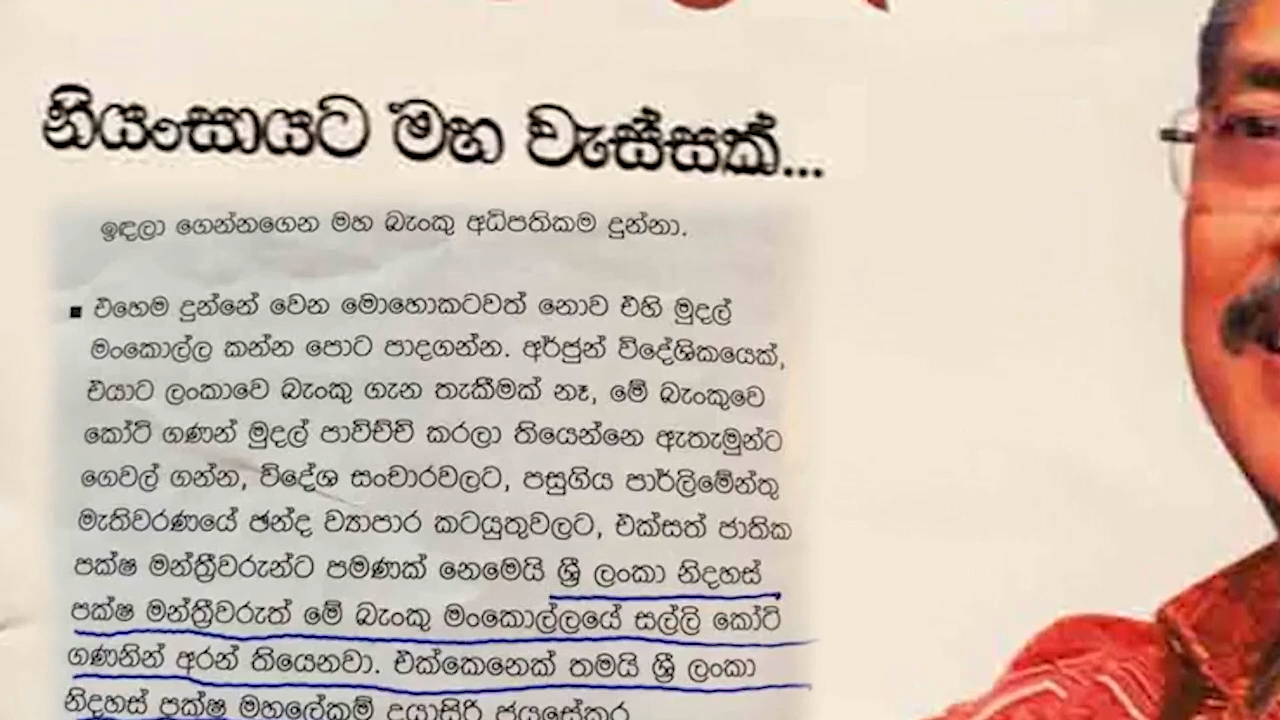 නියංසායට මහ වැස්සක්...
ඉඳලා ගෙන්නගෙන මහ බැංකු අධිපතිකම දුන්නා.
■ එහෙම දුන්නේ වෙන මොහොකටවත් නොව එහි මුදල්
මංකොල්ල කන්න පොට පාදගන්න. අර්ජුන් විදේශිකයෙක්,
එයාට ලංකාවෙ බැංකු ගැන තැකීමක් නෑ, මේ බැංකුවෙ
කෝටි ගණන් මුදල් පාවිච්චි කරලා තියෙන්නෙ ඇතැමුන්ට
ගෙවල් ගන්න, විදේශ සංචාරවලට, පසුගිය පාර්ලිමේන්තු
මැතිවරණයේ ඡන්ද ව්‍යාපාර කටයුතුවලට, එක්සත් ජාතික
පක්ෂ මන්ත්‍රීවරුන්ට පමණක් නෙමෙයි ශ්‍රී ලංකා නිදහස්
පක්ෂ මන්ත්‍රීවරුත් මේ බැංකු මංකොල්ලයේ සල්ලි කෝටි
ගණනින් අරන් තියෙනවා. එක්කෙනෙක් තමයි ශ්‍රී ලංකා
නිදහස් පක්ෂ මහලේකම් දයාසිරි ජයසේකර